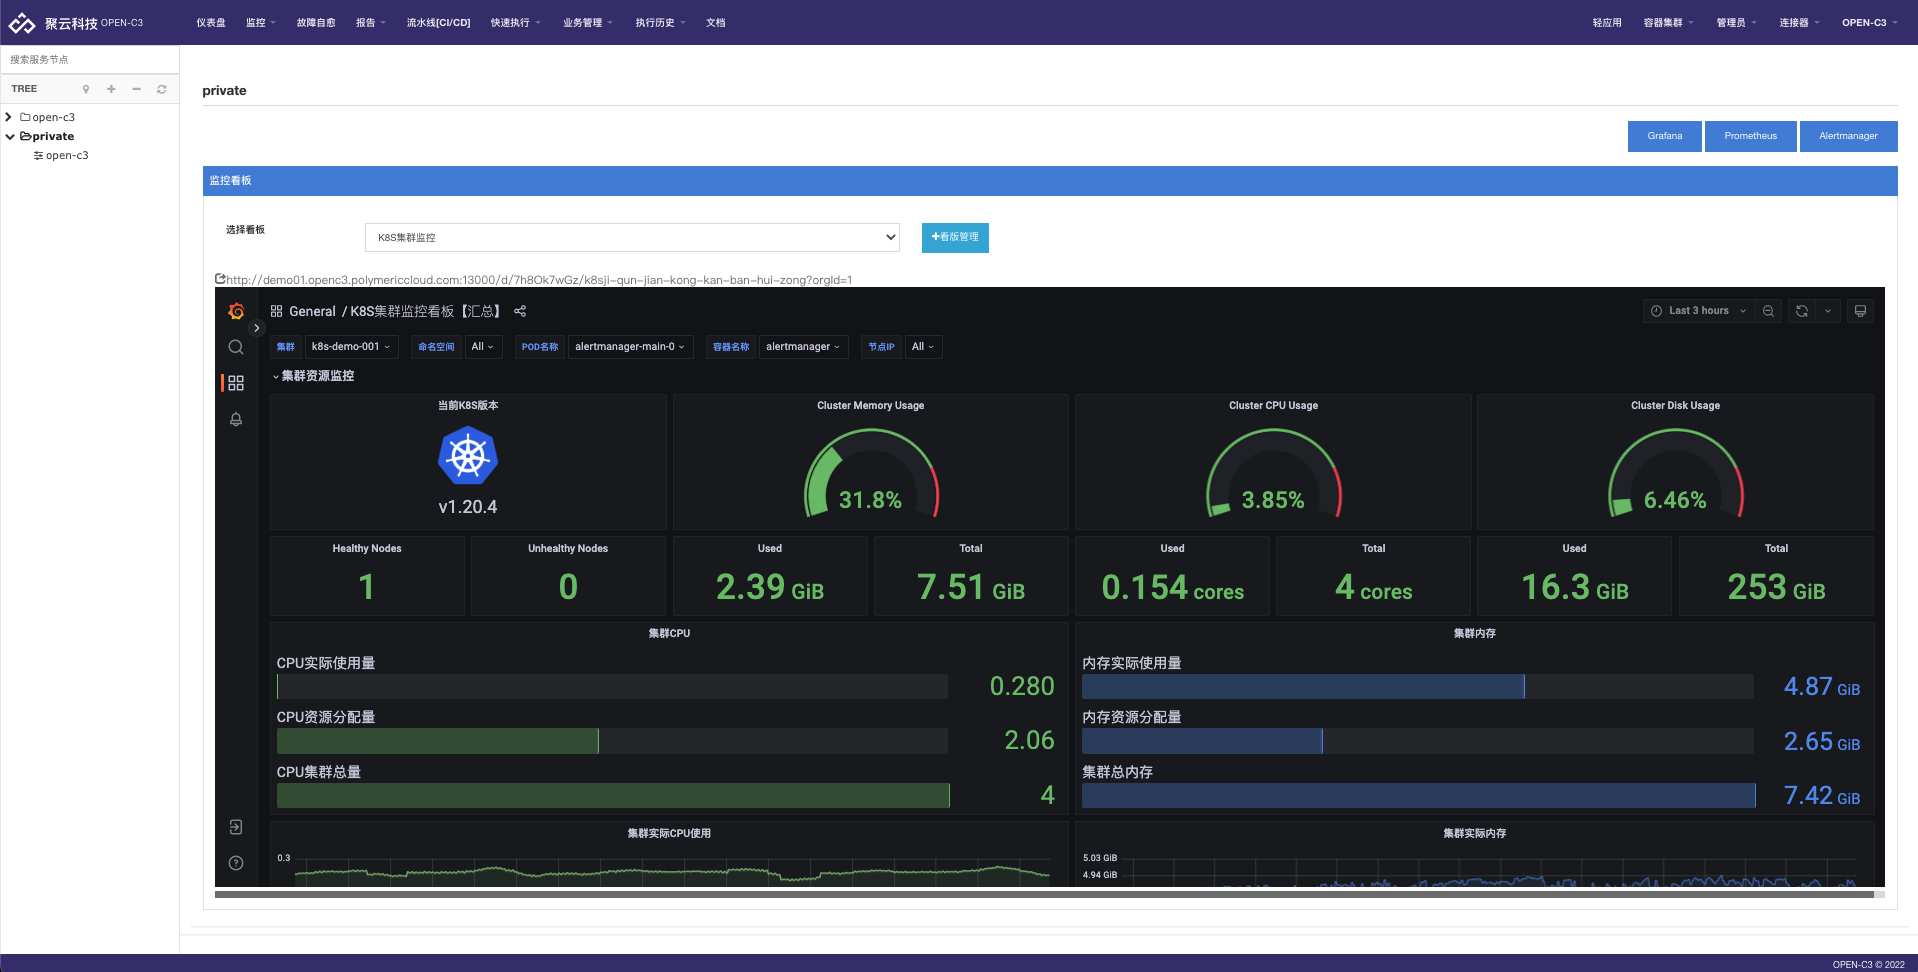 聚云科技 OPEN-C3 仪表盘 监控 故障自愈 报告 流水线[CI/CD] 快速执行 业务管理 执行历史 文档 轻应用 容器集群 管理员 连接器 OPEN-C3
搜索服务节点
TREE
open-c3
private
open-c3
private
Grafana Prometheus Alertmanager
监控看板
选择看板 K8S集群监控 看版管理
http://demo01.openc3.polymericcloud.com:13000/d/7h8Ok7wGz/k8sji-qun-jian-kong-kan-ban-hui-zong?orgId=1
General / K8S集群监控看板【汇总】 Last 3 hours
集群 k8s-demo-001 命名空间 All POD名称 alertmanager-main-0 容器名称 alertmanager 节点IP All
集群资源监控
当前K8S版本 Cluster Memory Usage Cluster CPU Usage Cluster Disk Usage
v1.20.4 31.8% 3.85% 6.46%
Healthy Nodes Unhealthy Nodes Used Total Used Total Used Total
1 0 2.39 GiB 7.51 GiB 0.154 cores 4 cores 16.3 GiB 253 GiB
集群CPU
CPU实际使用量
0.280
CPU资源分配量
2.06
CPU集群总量
4
集群内存
内存实际使用量
4.87 GiB
内存资源分配量
2.65 GiB
集群总内存
7.42 GiB
集群实际CPU使用
0.3
集群实际内存
5.03 GiB
4.94 GiB
OPEN-C3 © 2022